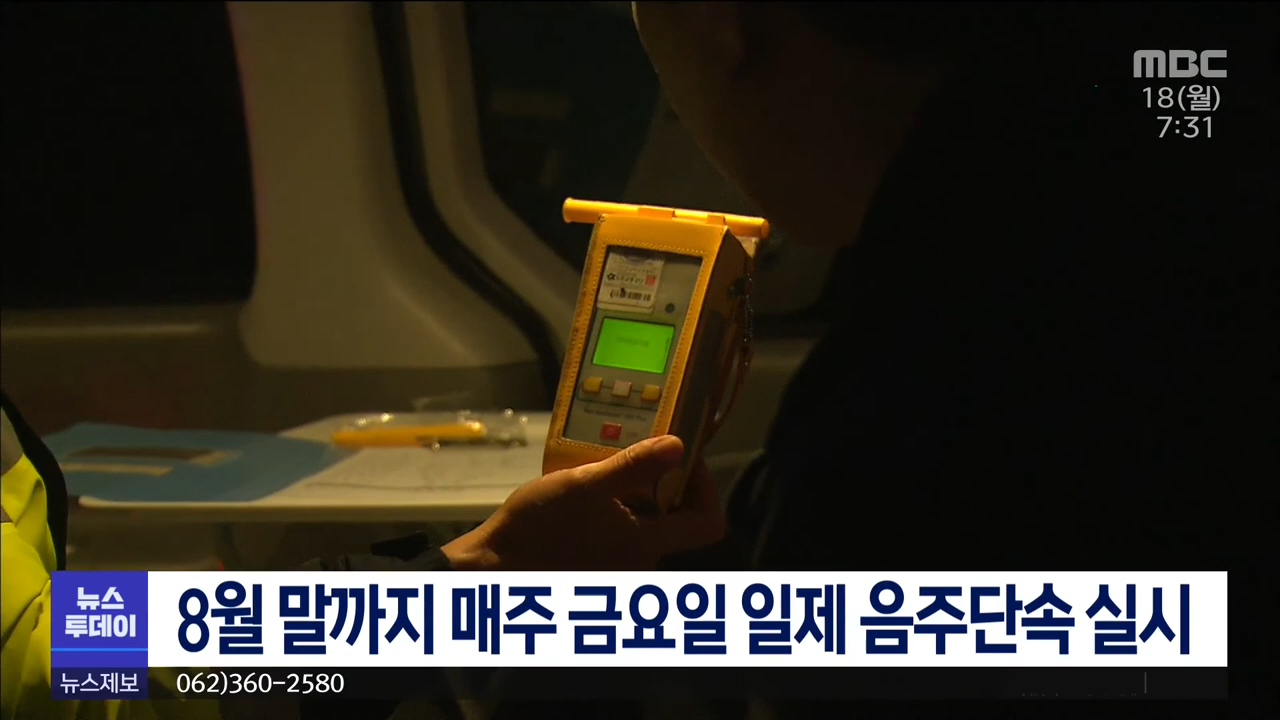 MBC
18(월)
7:31
뉴스
투데이
8월 말까지 매주 금요일 일제 음주단속 실시
뉴스제보
062)360-2580